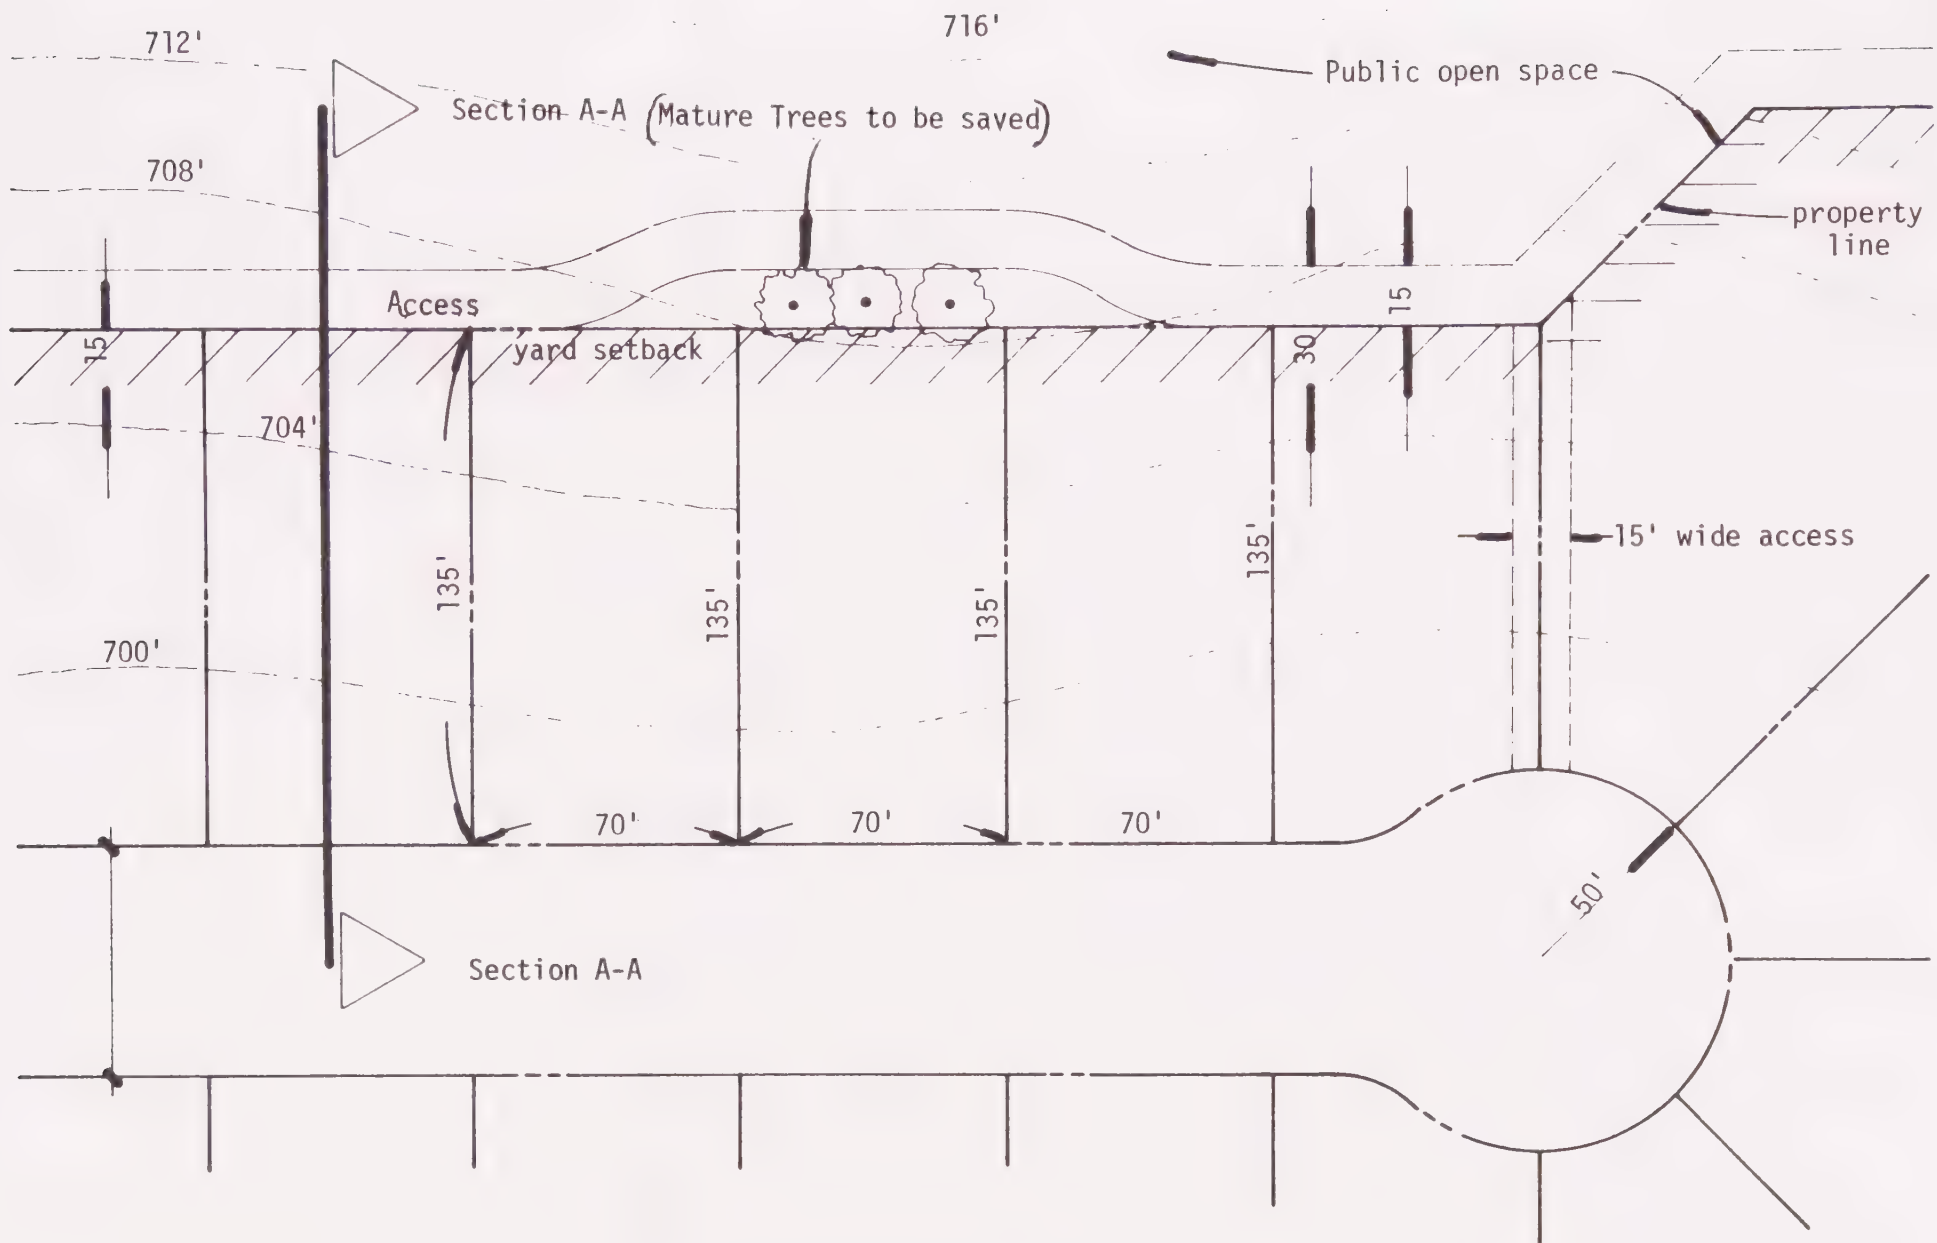 716'
712'
Public open space
Section A-A (Mature Trees to be saved)
708'
property
line
Access
15
15
30
yard setback
704'
135'
135'
135'
135'
15' wide access
700'
70'
70'
70'
50'
Section A-A